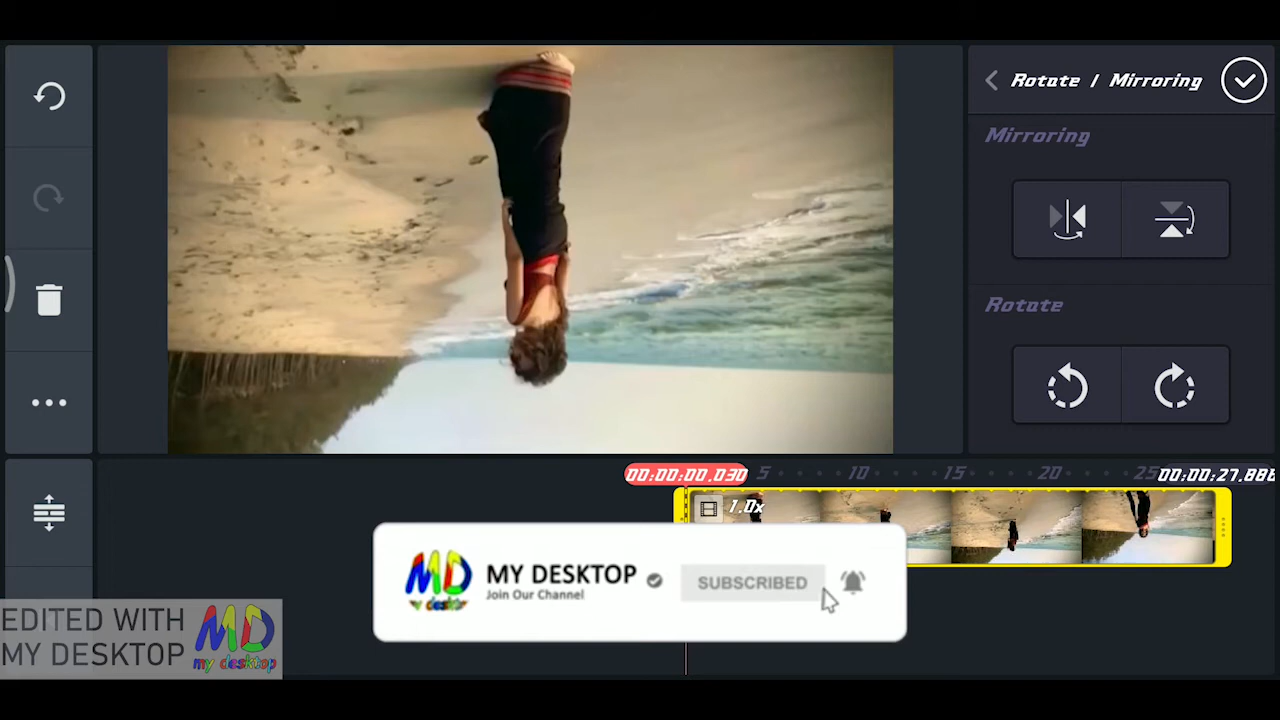 Rotate / Mirroring
Mirroring
Rotate
00:00:00.030
5
10
15
20
25
00:00:27.888
1.0x
MD
MY DESKTOP
Join Our Channel
SUBSCRIBED
EDITED WITH
MY DESKTOP
MD
my desktop